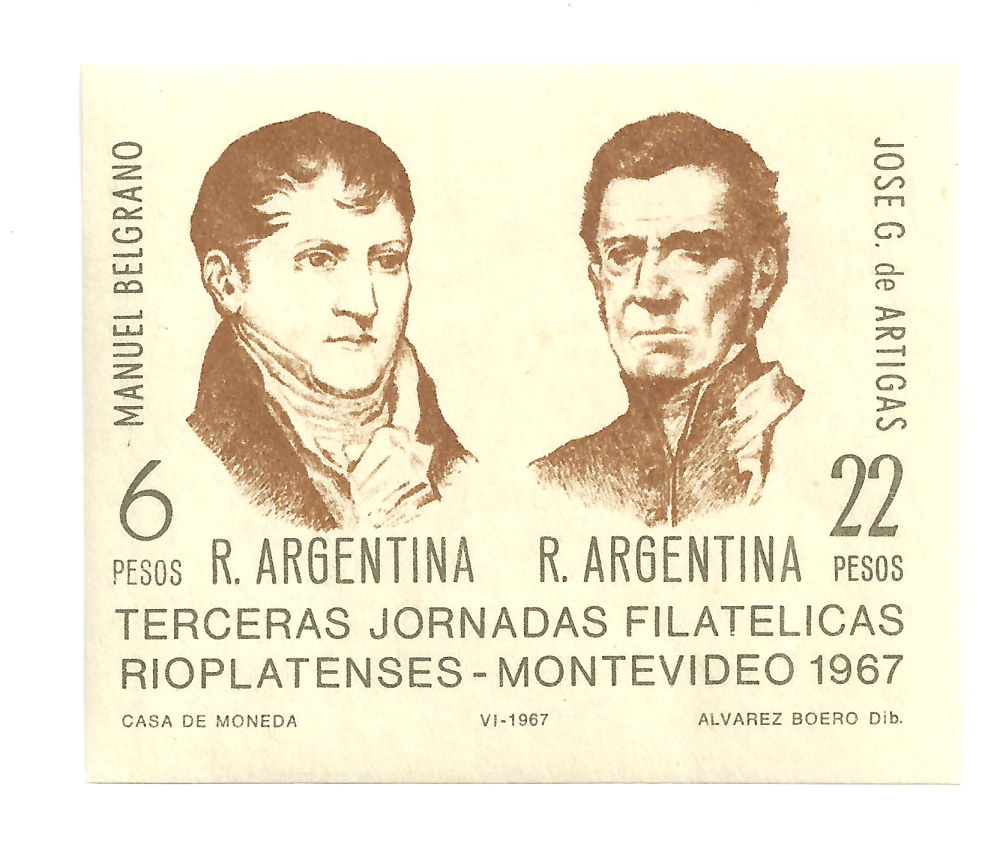 MANUEL BELGRANO
JOSE G. de ARTIGAS
6
PESOS
R. ARGENTINA
R. ARGENTINA
22
PESOS
TERCERAS JORNADAS FILATELICAS
RIOPLATENSES - MONTEVIDEO 1967
CASA DE MONEDA
VI-1967
ALVAREZ BOERO Dib.